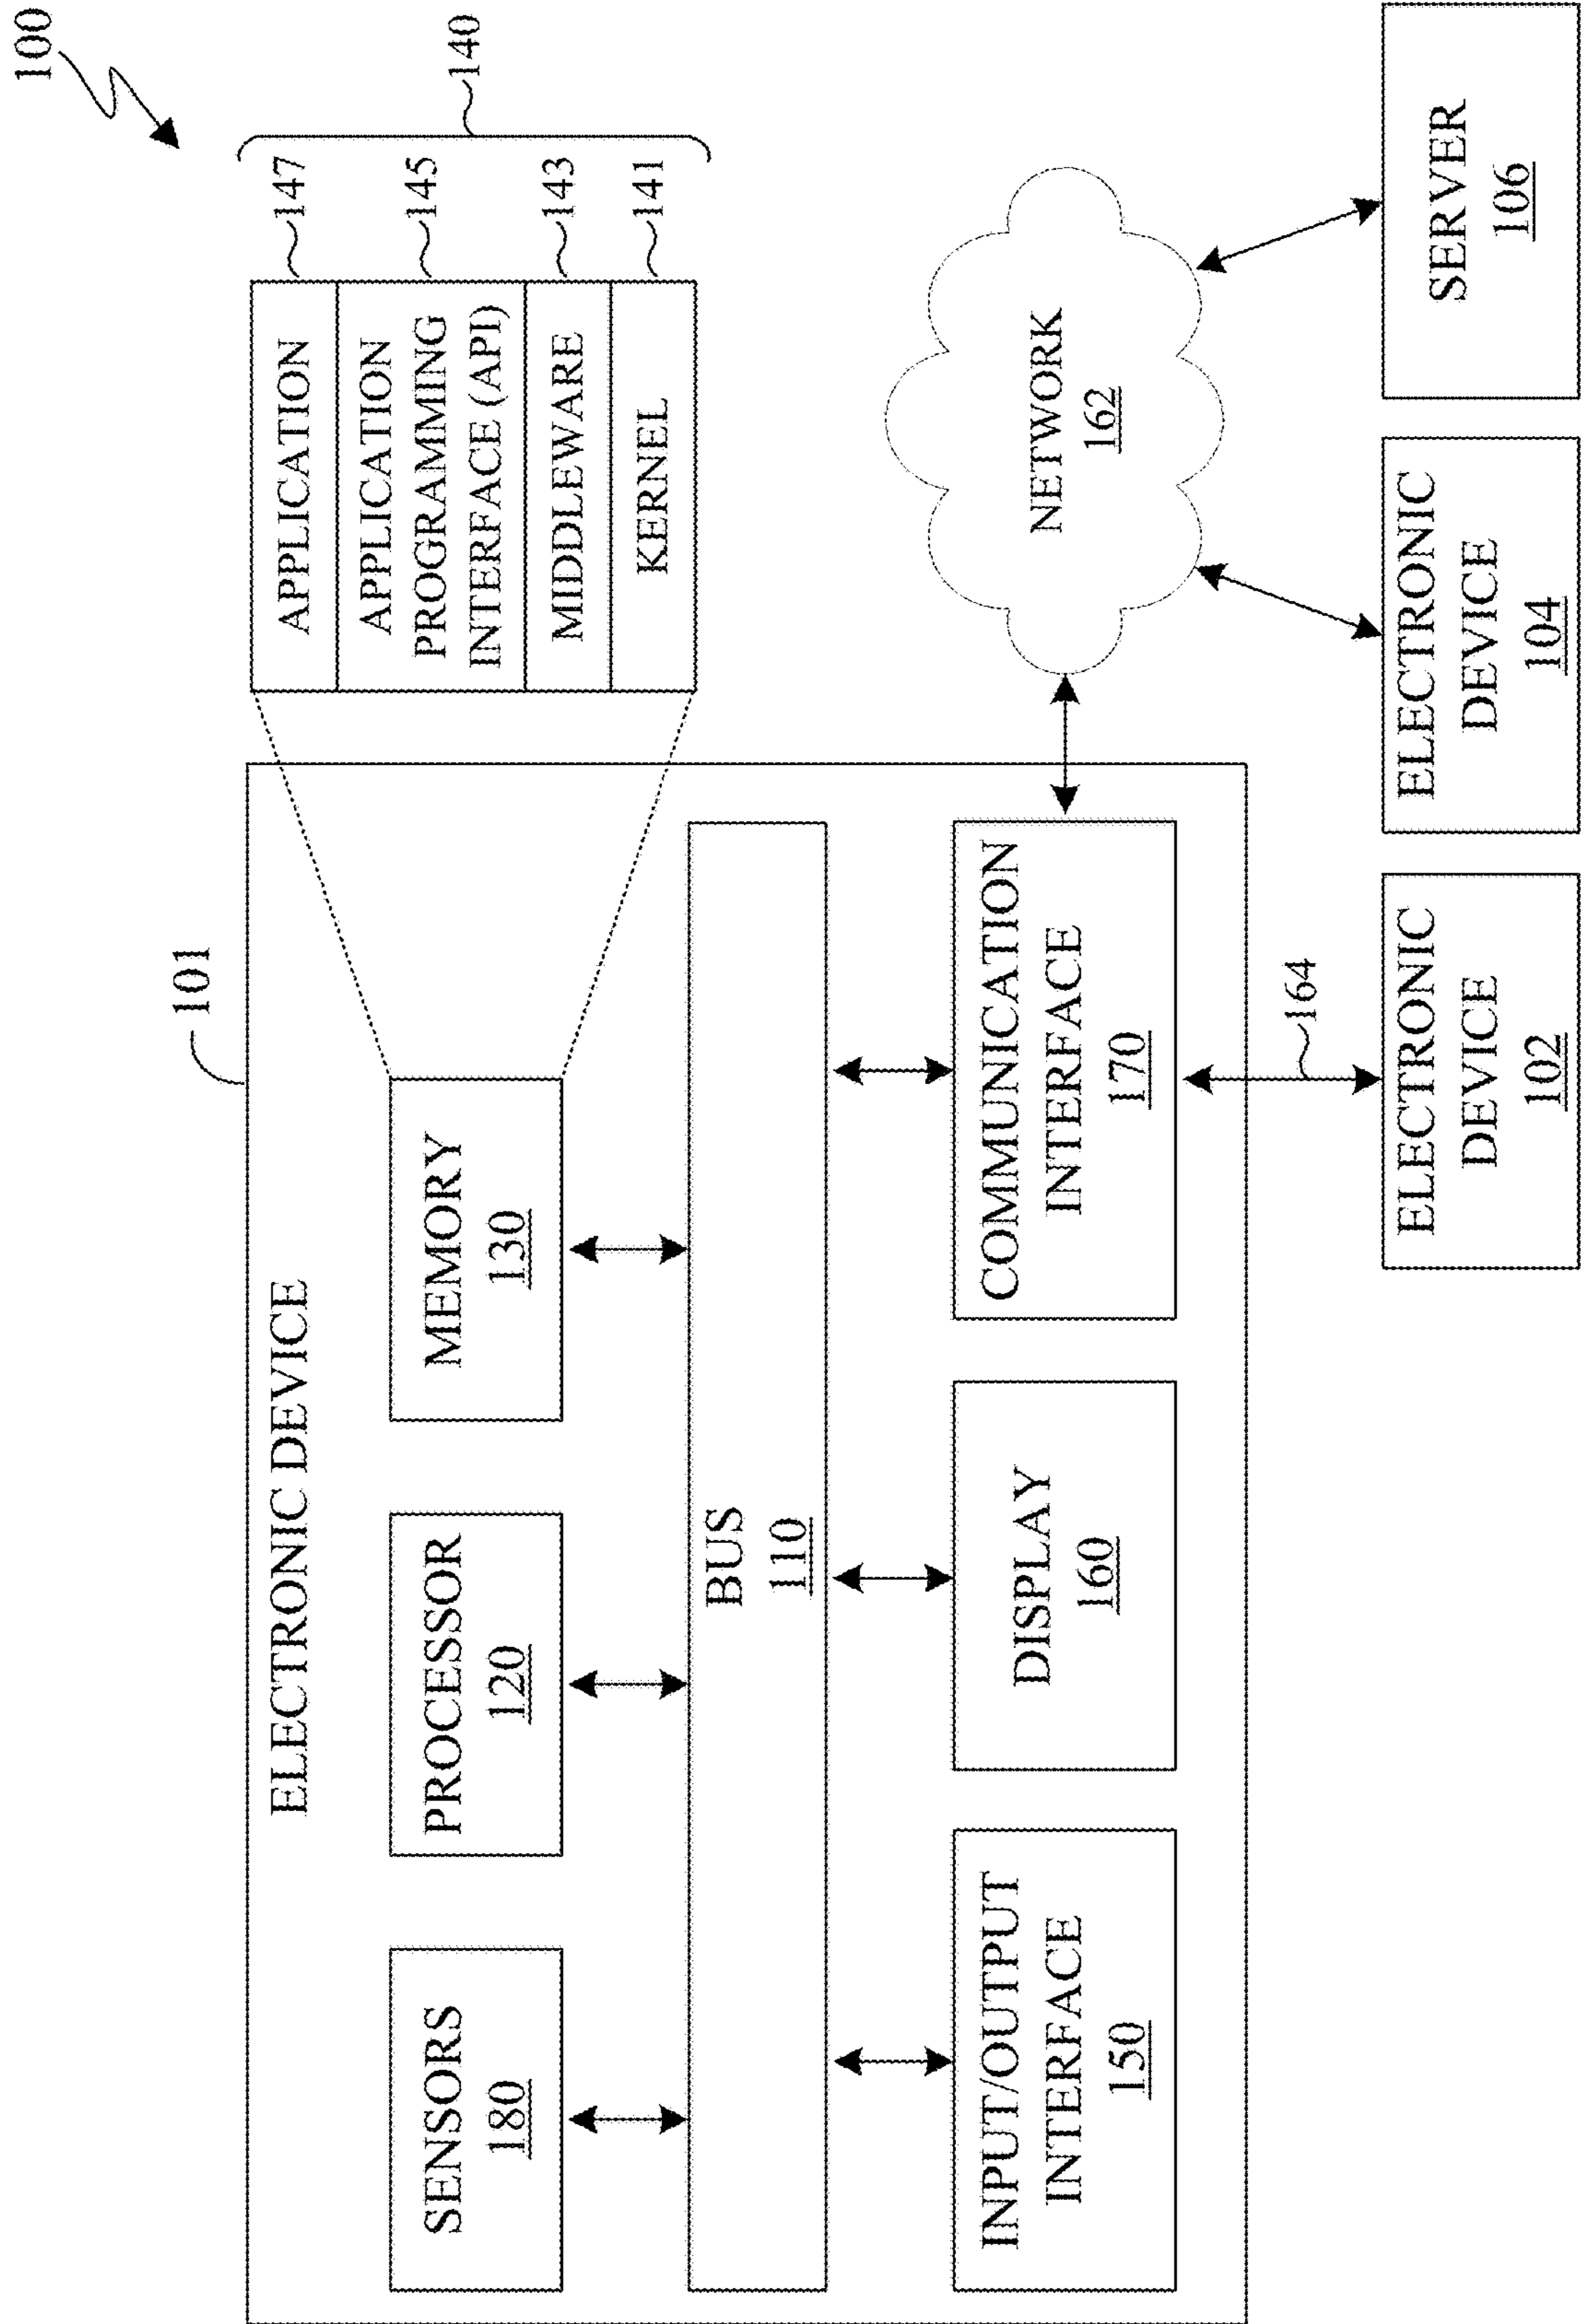 100
101
ELECTRONIC DEVICE
SENSORS
180
PROCESSOR
120
MEMORY
130
APPLICATION
147
APPLICATION
PROGRAMMING
INTERFACE (API)
145
MIDDLEWARE
143
KERNEL
141
140
BUS
110
INPUT/OUTPUT
INTERFACE
150
DISPLAY
160
COMMUNICATION
INTERFACE
170
NETWORK
162
164
ELECTRONIC
DEVICE
102
ELECTRONIC
DEVICE
104
SERVER
106